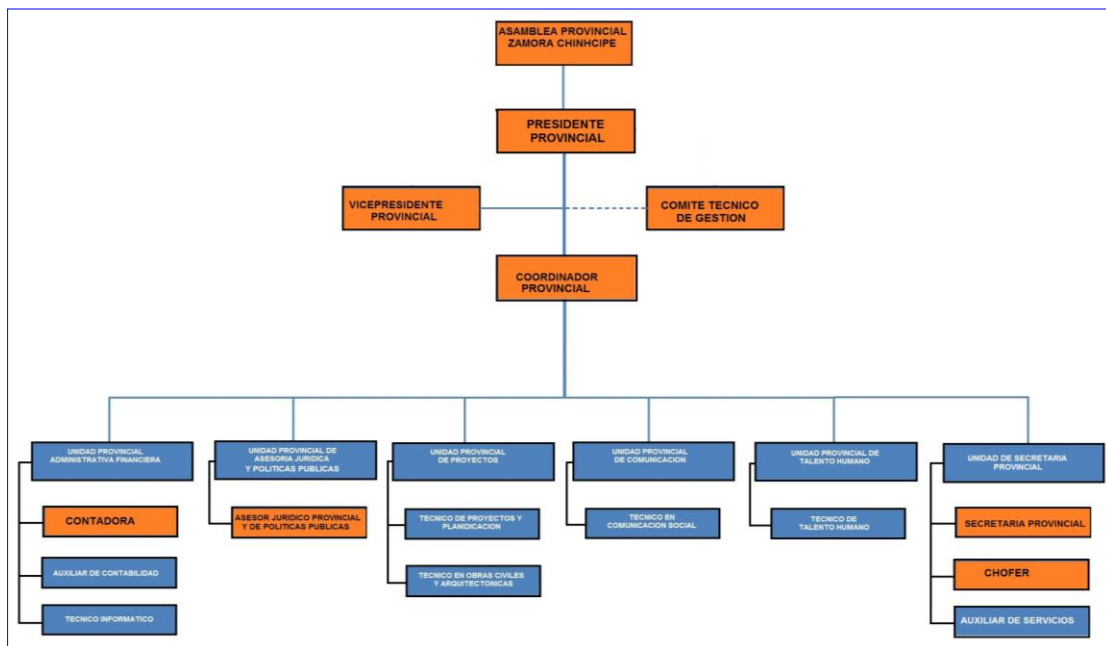 ASAMBLEA PROVINCIAL
ZAMORA CHINHCIPE
PRESIDENTE
PROVINCIAL
VICEPRESIDENTE
PROVINCIAL
COMITE TECNICO
DE GESTION
COORDINADOR
PROVINCIAL
UNIDAD PROVINCIAL
ADMINISTRATIVA FINANCIERA
UNIDAD PROVINCIAL DE
ASESORIA JURIDICA
Y POLITICAS PUBLICAS
UNIDAD PROVINCIAL
DE PROYECTOS
UNIDAD PROVINCIAL
DE COMUNICACION
UNIDAD PROVINCIAL DE
TALENTO HUMANO
UNIDAD DE SECRETARIA
PROVINCIAL
CONTADORA
ASESOR JURIDICO PROVINCIAL
Y DE POLITICAS PUBLICAS
TECNICO DE PROYECTOS Y
PLANIDICACION
TECNICO EN
COMUNICACION SOCIAL
TECNICO DE
TALENTO HUMANO
SECRETARIA PROVINCIAL
AUXILIAR DE CONTABILIDAD
TECNICO EN OBRAS CIVILES
Y ARQUITECTONICAS
CHOFER
TECNICO INFORMATICO
AUXILIAR DE SERVICIOS